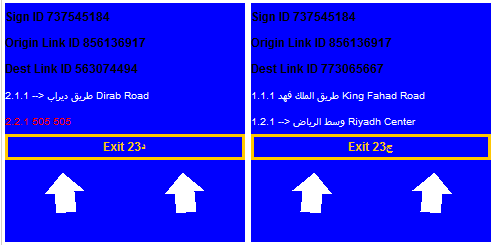 Sign ID 737545184
Origin Link ID 856136917
Best Link ID 563074494
2.1.1 --> طريق ديراب Dirab Road
2.2.1 505 505
Exit 23د
Sign ID 737545184
Origin Link ID 856136917
Best Link ID 773065667
1.1.1 طريق الملك فهد King Fahad Road
1.2.1 --> وسط الرياض Riyadh Center
Exit 23ج